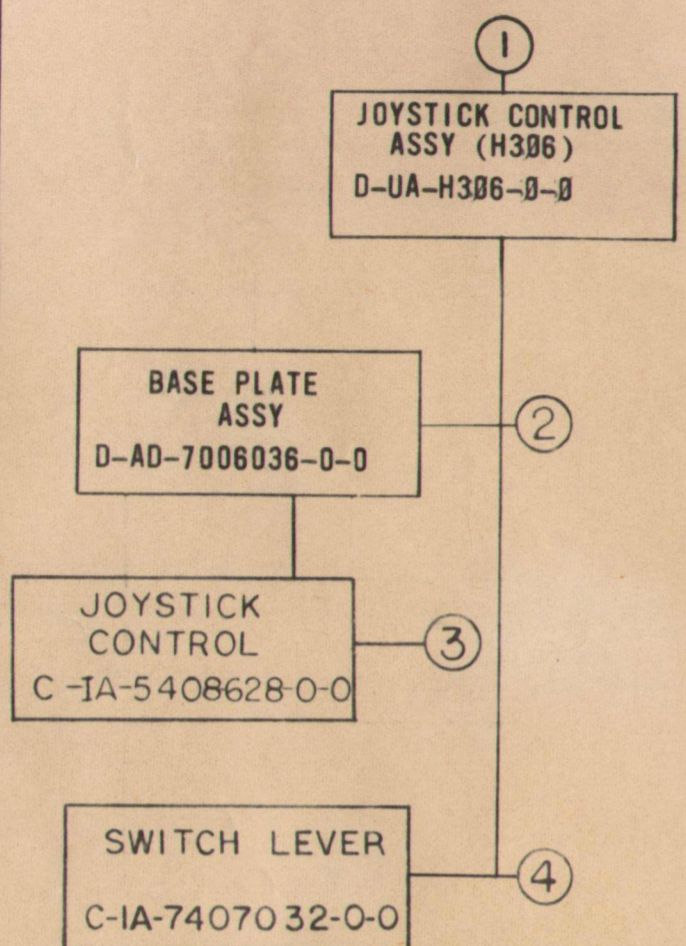 1
JOYSTICK CONTROL
ASSY (H3Ø6)
D-UA-H3Ø6-Ø-Ø
BASE PLATE
ASSY
D-AD-7006036-0-0
2
JOYSTICK
CONTROL
C-IA-5408628-0-0
3
SWITCH LEVER
C-IA-7407032-0-0
4